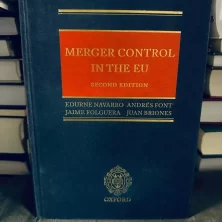 MERGER CONTROL
IN THE EU
SECOND EDITION
EDURNE NAVARRO ANDRÉS FONT
JAIME FOLGUERA JUAN BRIONES
OXFORD